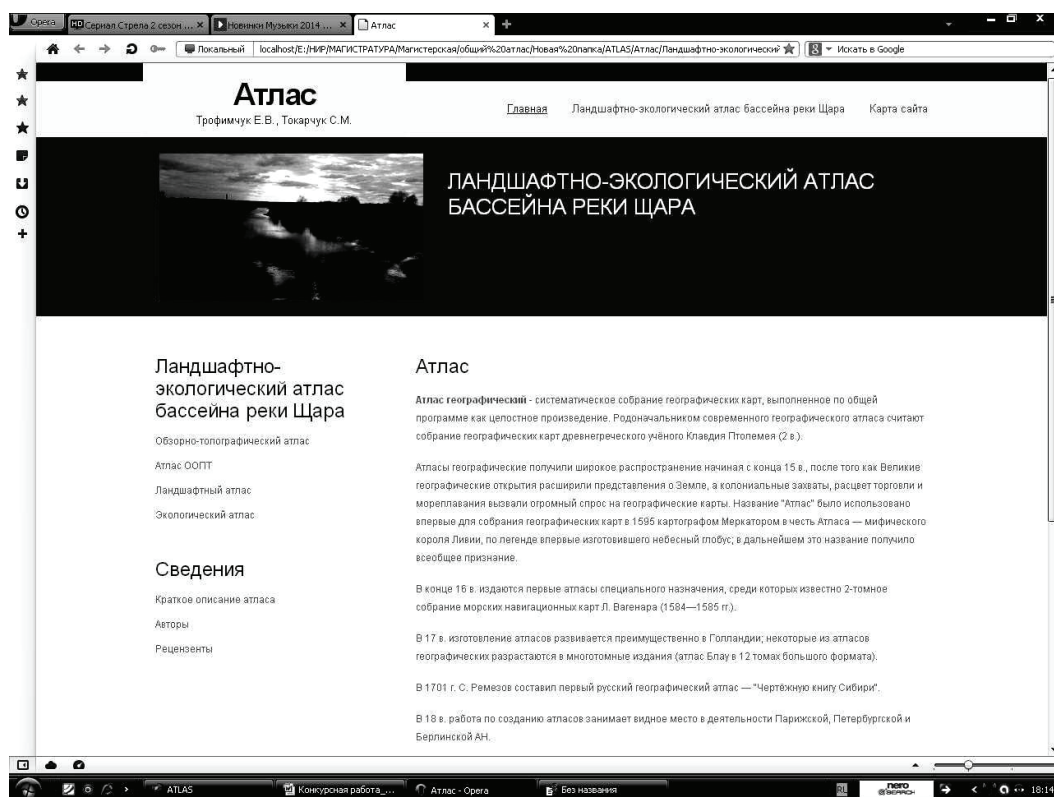 Opera
HD Сериал Стрела 2 сезон ...
Новинки Музыки 2014 ...
Атлас
Локальный localhost/E:/НИР/МАГИСТРАТУРА/Магистерская/общий%20атлас/Новая%20папка/ATLAS/Атлас/Ландшафтно-экологический
Искать в Google
Атлас
Трофимчук Е.В., Токарчук С.М.
Главная Ландшафтно-экологический атлас бассейна реки Щара Карта сайта
ЛАНДШАФТНО-ЭКОЛОГИЧЕСКИЙ АТЛАС
БАССЕЙНА РЕКИ ЩАРА
Ландшафтно-
экологический атлас
бассейна реки Щара
Обзорно-топографический атлас
Атлас ООПТ
Ландшафтный атлас
Экологический атлас
Сведения
Краткое описание атласа
Авторы
Рецензенты
Атлас
Атлас географический - систематическое собрание географических карт, выполненное по общей
программе как целостное произведение. Родоначальником современного географического атласа считают
собрание географических карт древнегреческого учёного Клавдия Птолемея (2 в.).
Атласы географические получили широкое распространение начиная с конца 15 в., после того как Великие
географические открытия расширили представления о Земле, а колониальные захваты, расцвет торговли и
мореплавания вызвали огромный спрос на географические карты. Название "Атлас" было использовано
впервые для собрания географических карт в 1595 картографом Меркатором в честь Атласа — мифического
короля Ливии, по легенде впервые изготовившего небесный глобус; в дальнейшем это название получило
всеобщее признание.
В конце 16 в. издаются первые атласы специального назначения, среди которых известно 2-томное
собрание морских навигационных карт Л. Вагенара (1584—1585 гг.).
В 17 в. изготовление атласов развивается преимущественно в Голландии; некоторые из атласов
географических разрастаются в многотомные издания (атлас Блау в 12 томах большого формата).
В 1701 г. С. Ремезов составил первый русский географический атлас — "Чертёжную книгу Сибири".
В 18 в. работа по созданию атласов занимает видное место в деятельности Парижской, Петербургской и
Берлинской АН.
ATLAS
Конкурсная работа_...
Атлас - Opera
Без названия
RU
nero
SEARCH
18:14